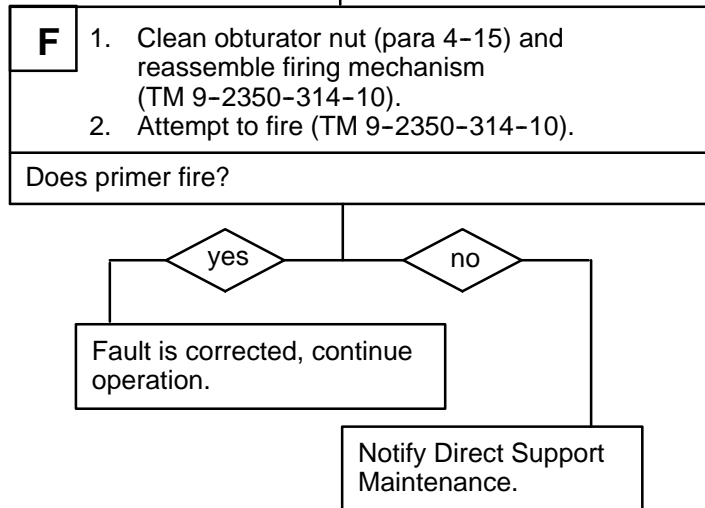 F
1. Clean obturator nut (para 4-15) and
reassemble firing mechanism
(TM 9-2350-314-10).
2. Attempt to fire (TM 9-2350-314-10).
Does primer fire?
yes
no
Fault is corrected, continue
operation.
Notify Direct Support
Maintenance.